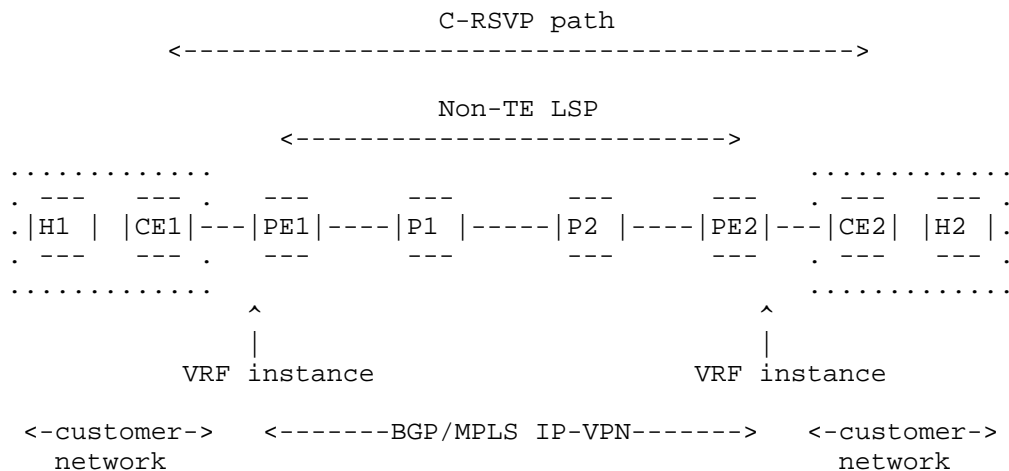 C-RSVP path
<------------------------------------------>
Non-TE LSP
<--------------------------->
.............                                      .............
. ---   --- .   ---      ---       ---      ---   . ---   --- .
.|H1 | |CE1|---|PE1|----|P1 |-----|P2 |----|PE2|---|CE2| |H2 |.
. ---   --- .   ---      ---       ---      ---   . ---   --- .
.............                                      .............
^                               ^
|                               |
VRF instance                    VRF instance
<-customer->   <-------BGP/MPLS IP-VPN------->   <-customer->
network                                          network